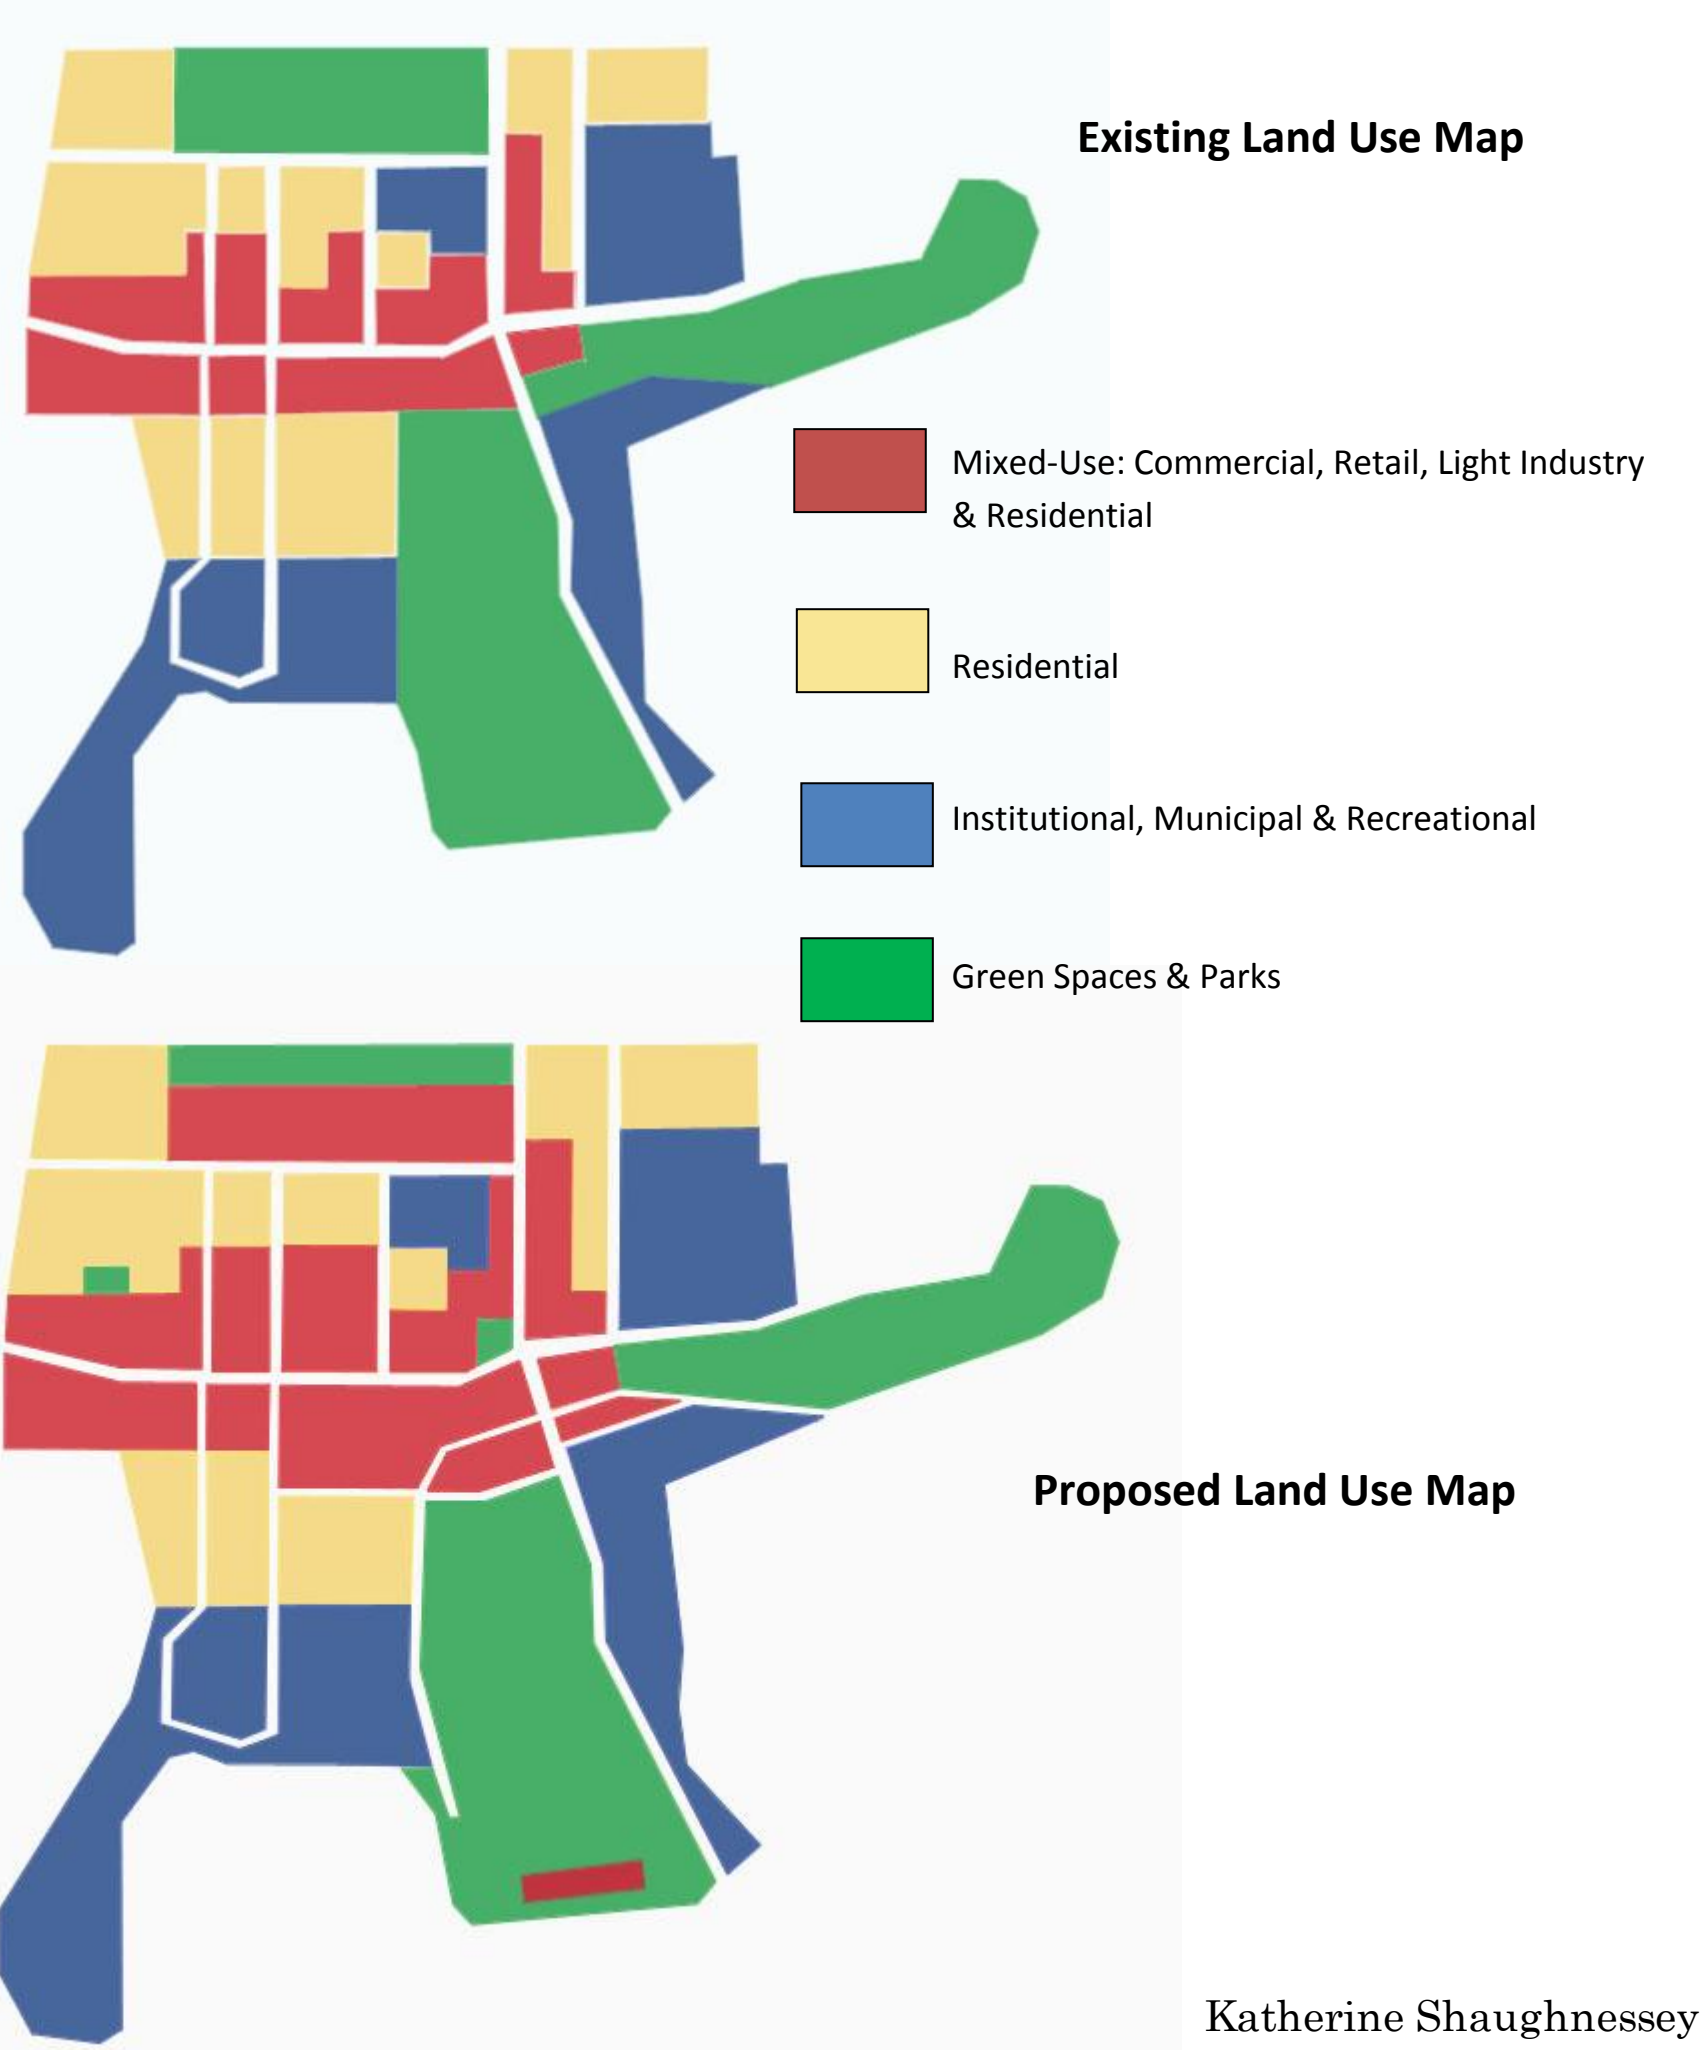 Existing Land Use Map
Mixed-Use: Commercial, Retail, Light Industry
& Residential
Residential
Institutional, Municipal & Recreational
Green Spaces & Parks
Proposed Land Use Map
Katherine Shaughnessey